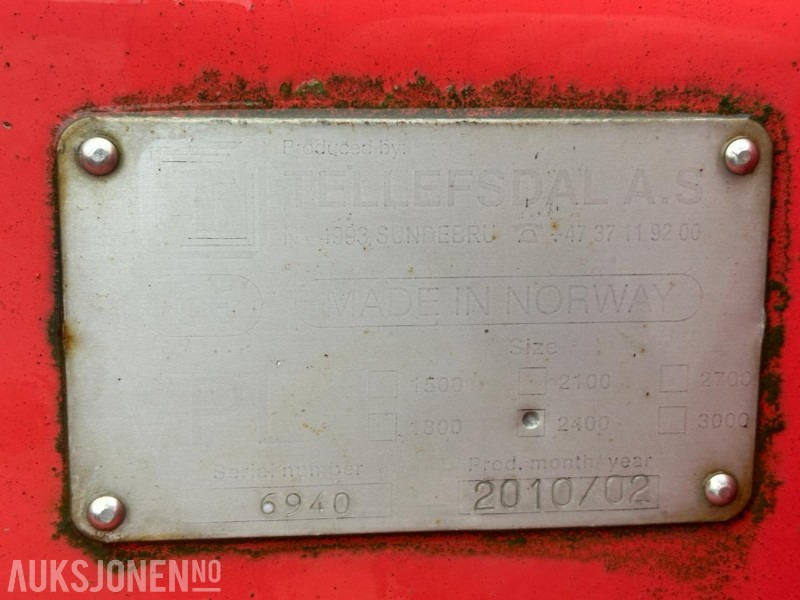 Produced by:
TELLEFSDAL A.S
N - 4993 SUNDEBRU ☎ +47 37 11 92 00
CE
MADE IN NORWAY
Size
1500 2100 2700
1800 2400 3000
Serial number Prod. month/year
6940 2010/02
AUKSJONEN.NO